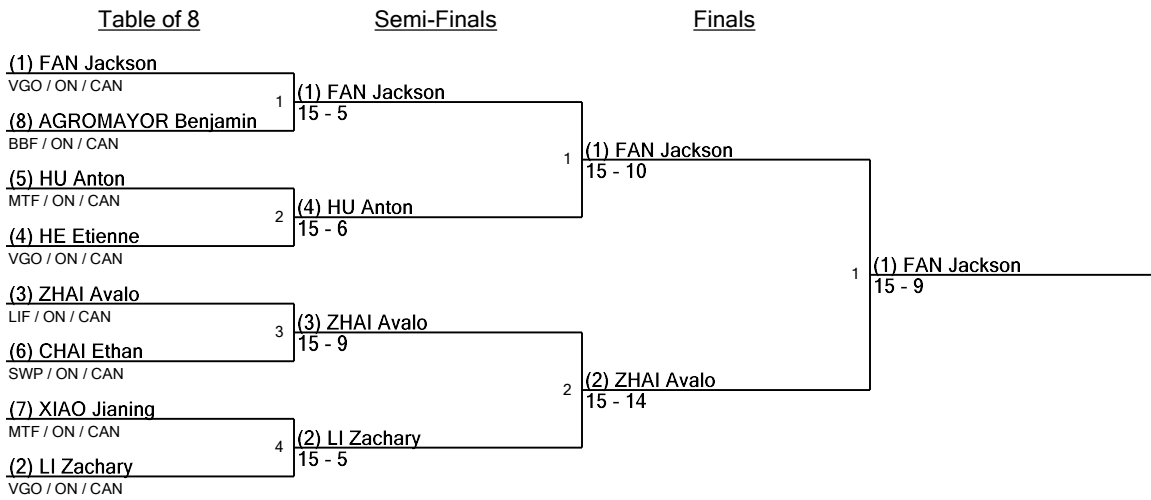 Table of 8
Semi-Finals
Finals
(1) FAN Jackson
VGO / ON / CAN
(8) AGROMAYOR Benjamin
BBF / ON / CAN
(5) HU Anton
MTF / ON / CAN
(4) HE Etienne
VGO / ON / CAN
(3) ZHAI Avalo
LIF / ON / CAN
(6) CHAI Ethan
SWP / ON / CAN
(7) XIAO Jianing
MTF / ON / CAN
(2) LI Zachary
VGO / ON / CAN
1
(1) FAN Jackson
15 - 5
2
(4) HU Anton
15 - 6
3
(3) ZHAI Avalo
15 - 9
4
(2) LI Zachary
15 - 5
1
(1) FAN Jackson
15 - 10
2
(2) ZHAI Avalo
15 - 14
1
(1) FAN Jackson
15 - 9